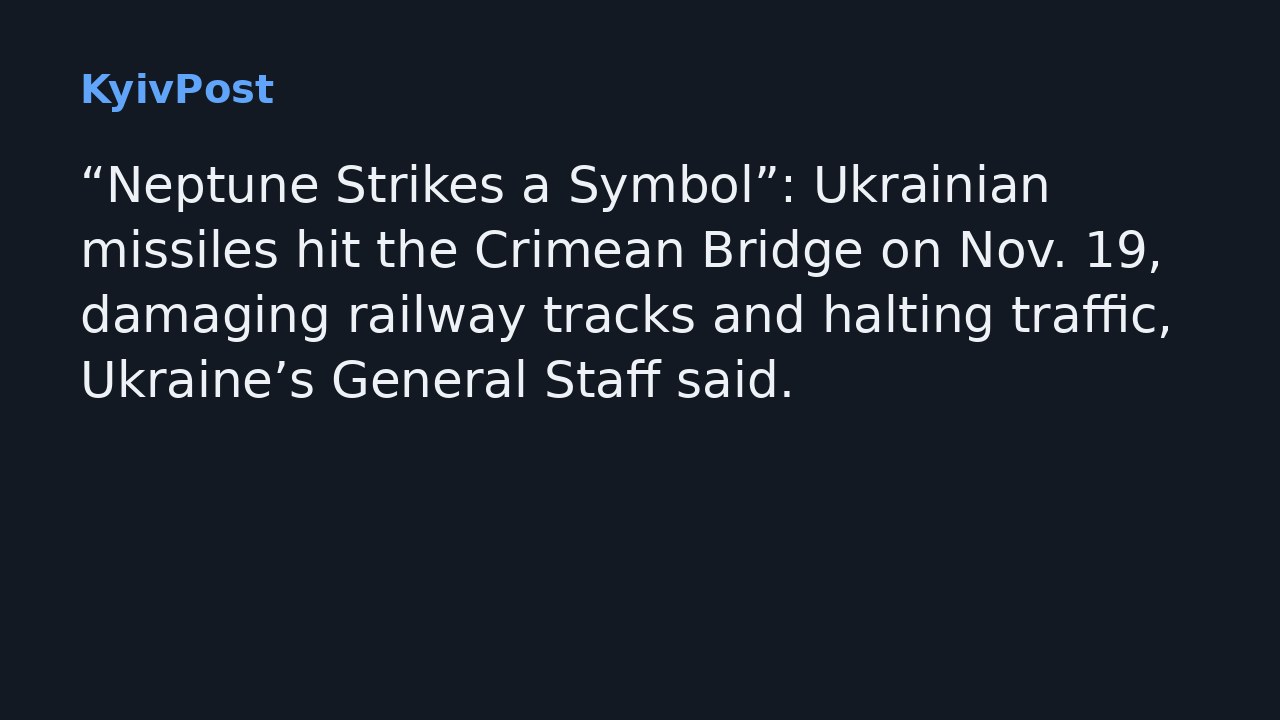 KyivPost
“Neptune Strikes a Symbol”: Ukrainian
missiles hit the Crimean Bridge on Nov. 19,
damaging railway tracks and halting traffic,
Ukraine’s General Staff said.